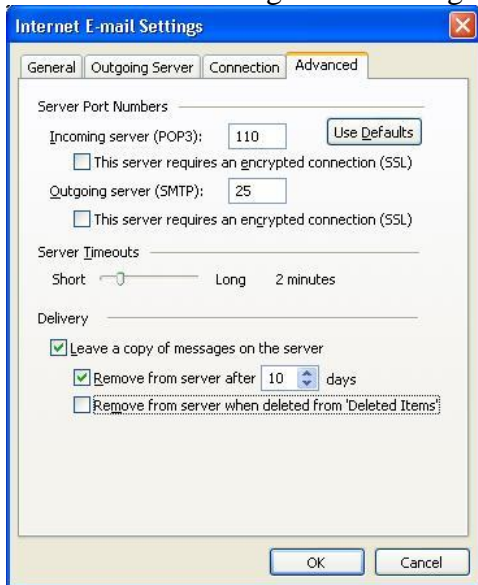 Internet E-mail Settings
General Outgoing Server Connection Advanced
Server Port Numbers
Incoming server (POP3): 110 Use Defaults
This server requires an encrypted connection (SSL)
Outgoing server (SMTP): 25
This server requires an encrypted connection (SSL)
Server Timeouts
Short Long 2 minutes
Delivery
Leave a copy of messages on the server
Remove from server after 10 days
Remove from server when deleted from 'Deleted Items'
OK Cancel